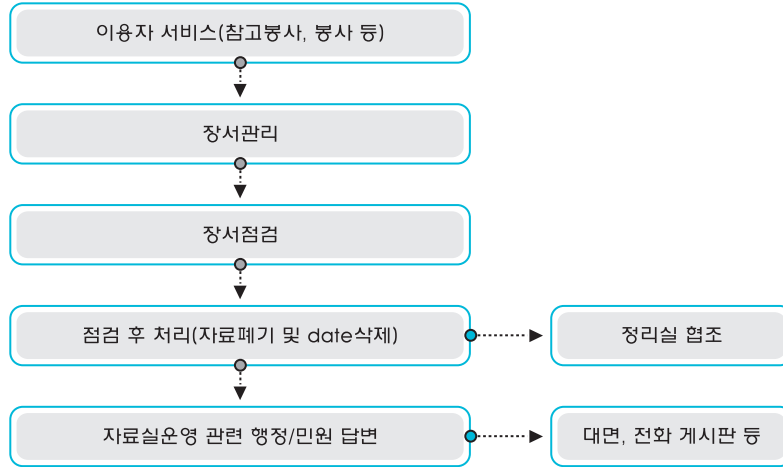 이용자 서비스(참고봉사, 봉사 등)
장서관리
장서점검
점검 후 처리(자료폐기 및 date삭제)
정리실 협조
자료실운영 관련 행정/민원 답변
대면, 전화 게시판 등